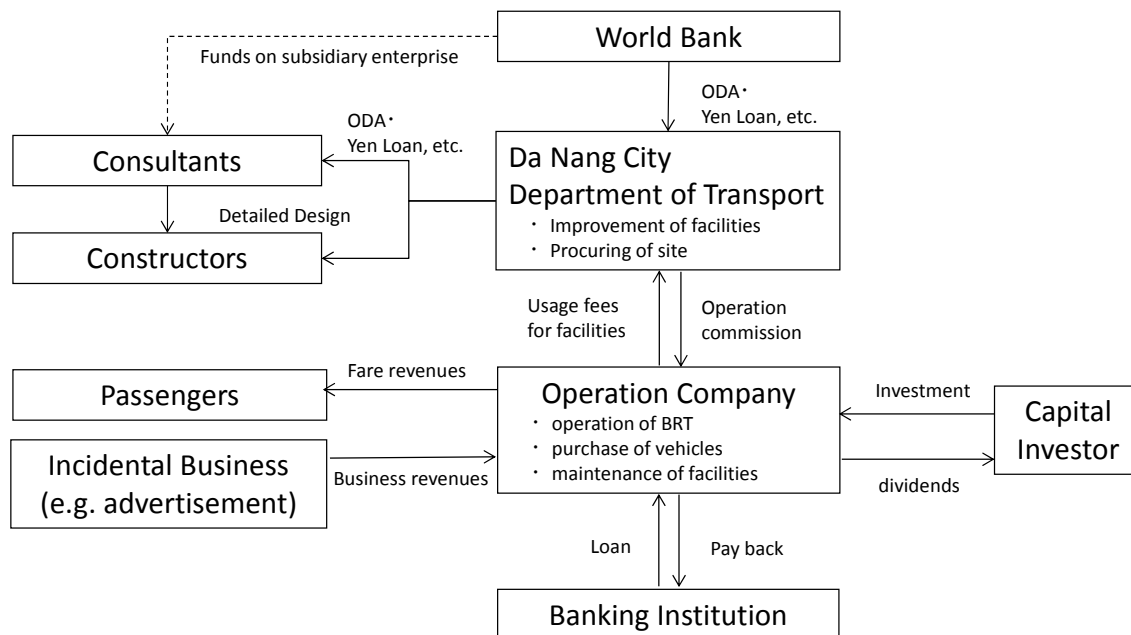 World Bank
Funds on subsidiary enterprise
ODA・
Yen Loan, etc.
ODA・
Yen Loan, etc.
Consultants
Da Nang City
Department of Transport
・ Improvement of facilities
・ Procuring of site
Detailed Design
Constructors
Usage fees
for facilities
Operation
commission
Fare revenues
Passengers
Operation Company
・ operation of BRT
・ purchase of vehicles
・ maintenance of facilities
Investment
Capital
Investor
Incidental Business
(e.g. advertisement)
Business revenues
dividends
Loan
Pay back
Banking Institution